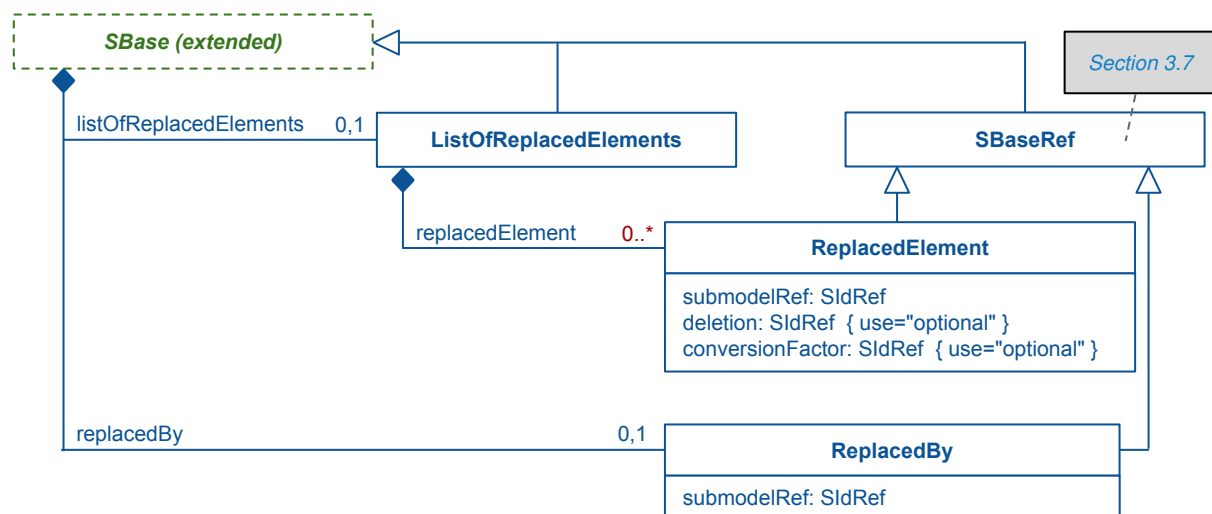 SBase (extended)
Section 3.7
listOfReplacedElements 0,1
ListOfReplacedElements
SBaseRef
replacedElement 0..*
ReplacedElement
submodelRef: SIdRef
deletion: SIdRef { use="optional" }
conversionFactor: SIdRef { use="optional" }
replacedBy 0,1
ReplacedBy
submodelRef: SIdRef